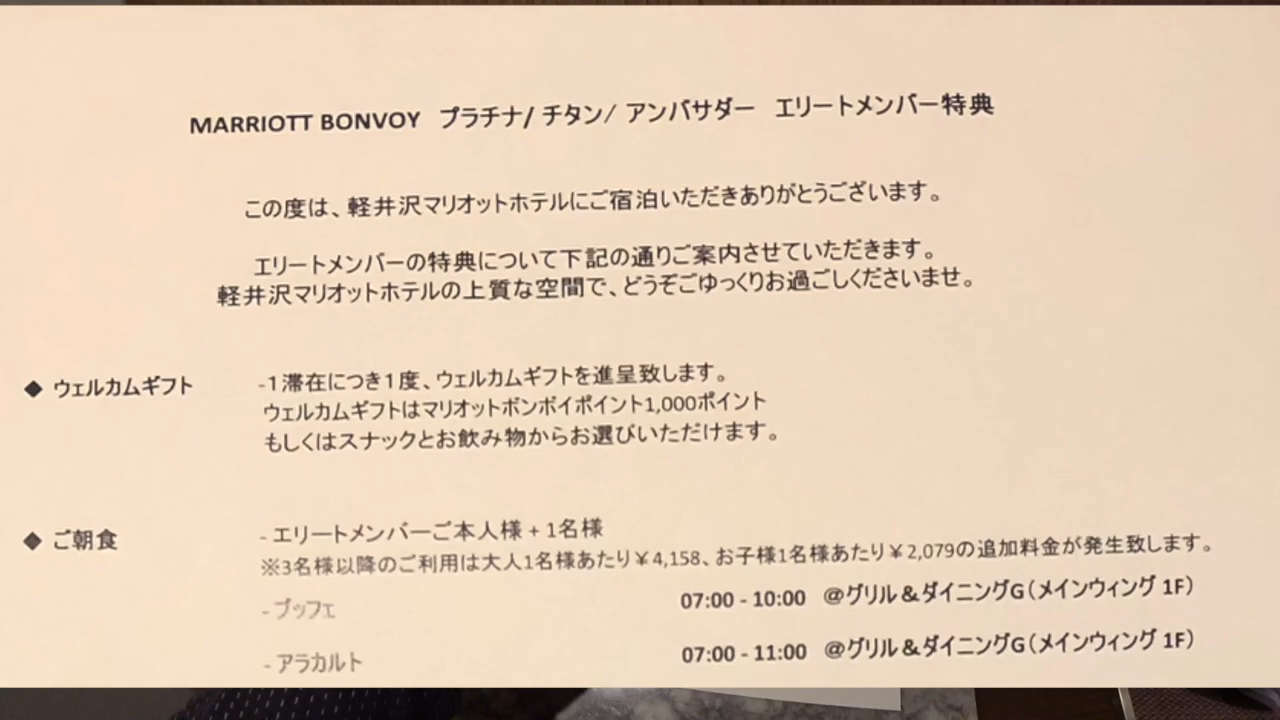 MARRIOTT BONVOY プラチナ/ チタン/ アンバサダー エリートメンバー特典
この度は、軽井沢マリオットホテルにご宿泊いただきありがとうございます。
エリートメンバーの特典について下記の通りご案内させていただきます。
軽井沢マリオットホテルの上質な空間で、どうぞごゆっくりお過ごしくださいませ。
◆ ウェルカムギフト -1滞在につき1度、ウェルカムギフトを進呈致します。
ウェルカムギフトはマリオットボンボイポイント1,000ポイント
もしくはスナックとお飲み物からお選びいただけます。
◆ ご朝食 - エリートメンバーご本人様 + 1名様
※3名様以降のご利用は大人1名様あたり￥4,158、お子様1名様あたり￥2,079の追加料金が発生致します。
- ブッフェ 07:00 - 10:00 @グリル＆ダイニングG（メインウィング 1F）
- アラカルト 07:00 - 11:00 @グリル＆ダイニングG（メインウィング 1F）